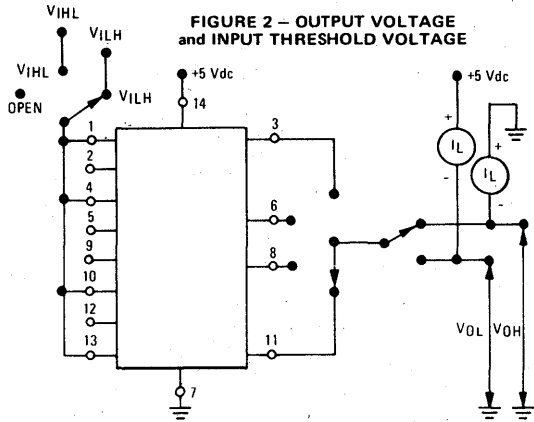 FIGURE 2 – OUTPUT VOLTAGE
and INPUT THRESHOLD VOLTAGE
VIHL
VILH
VIHL
VILH
OPEN
+5 Vdc
14
+5 Vdc
1
2
4
5
9
10
12
13
3
6
8
11
7
+
IL
-
+
IL
-
VOL
VOH